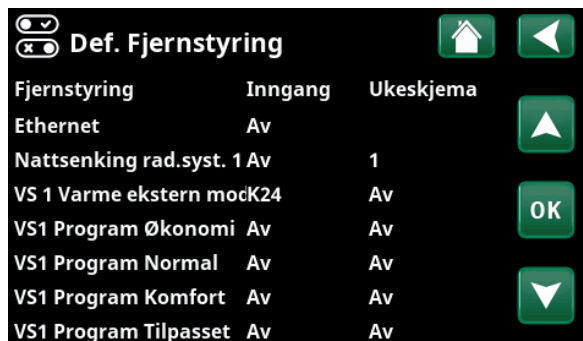 Def. Fjernstyring
Fjernstyring Inngang Ukeskjema
Ethernet Av
Nattsenking rad.syst. 1 Av 1
VS 1 Varme ekstern mod K24 Av
VS1 Program Økonomi Av Av
VS1 Program Normal Av Av
VS1 Program Komfort Av Av
VS1 Program Tilpasset Av Av
OK